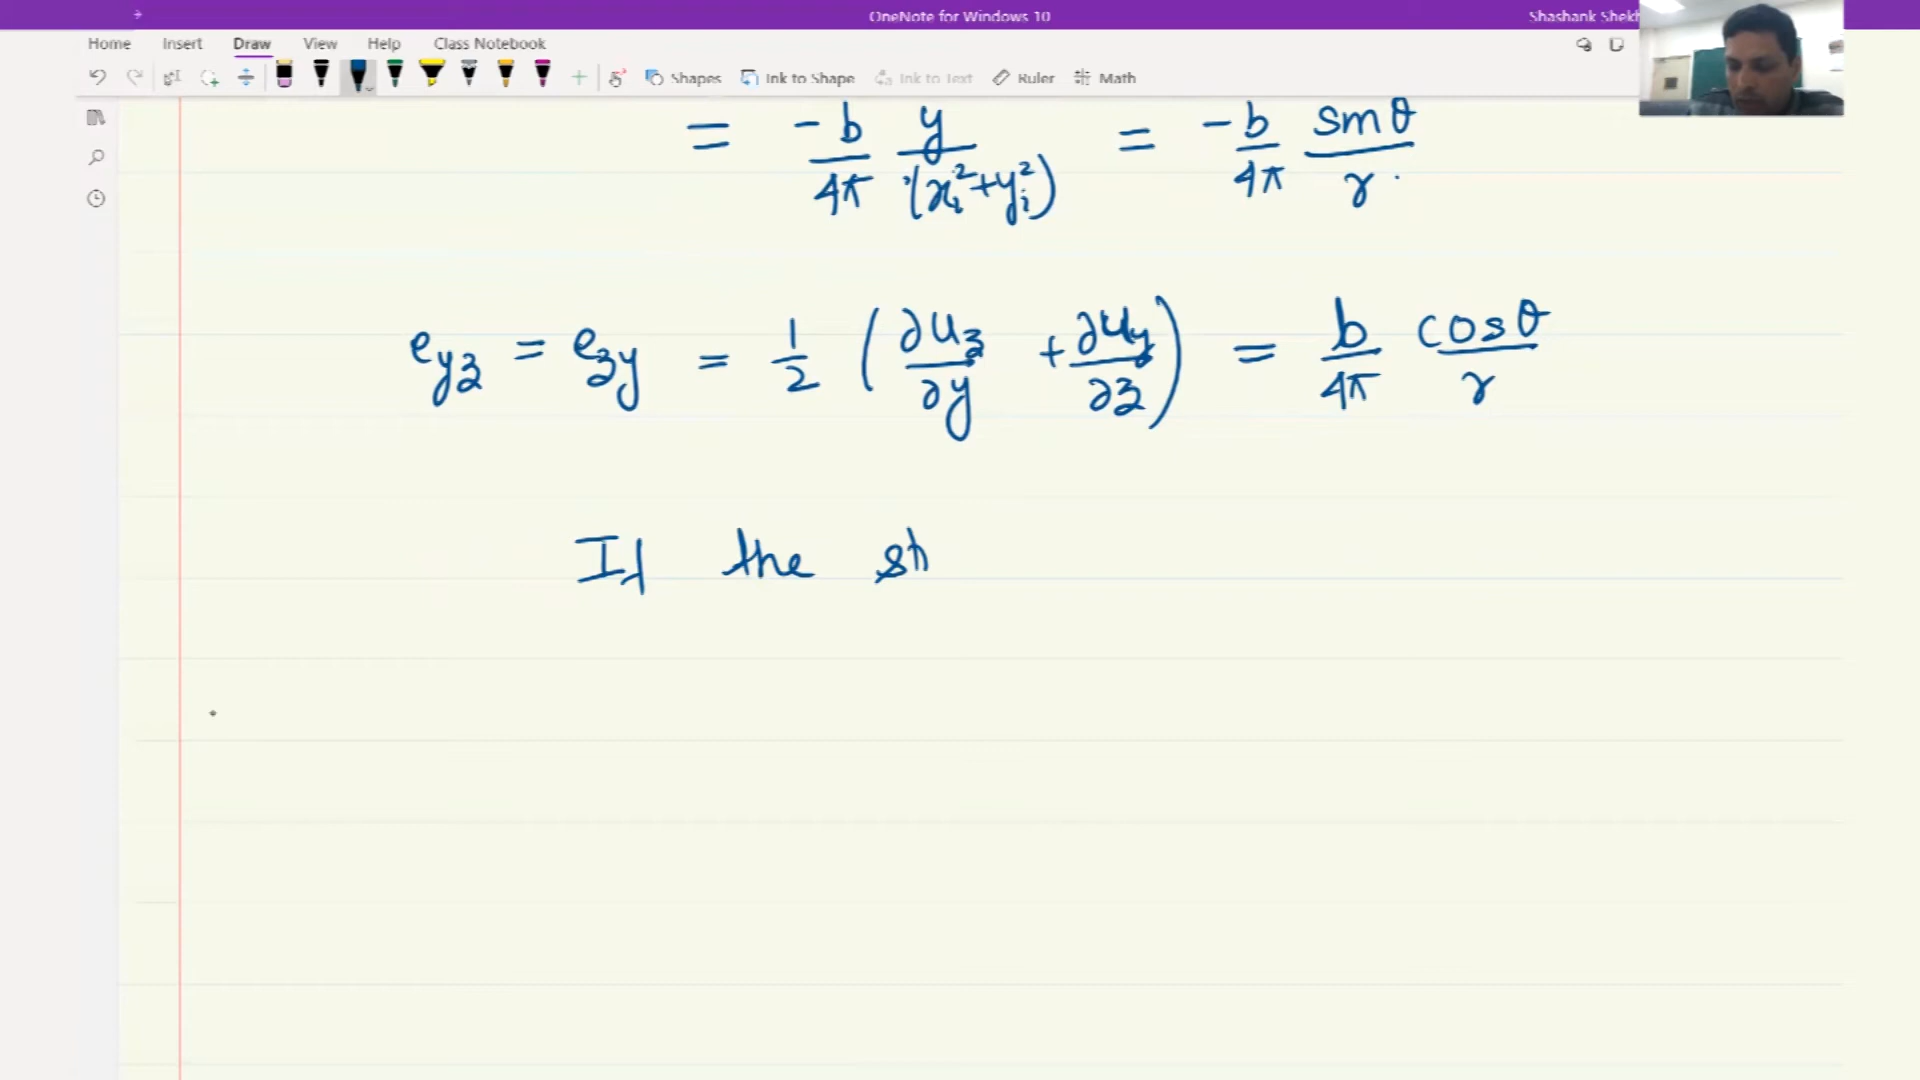 OneNote for Windows 10
Shashank Shekh
Home Insert Draw View Help Class Notebook
Shapes Ink to Shape Ink to Text Ruler Math
= -b/4π y/(x_i²+y_i²) = -b/4π sinθ/r
e_yz = e_zy = 1/2 (∂u_z/∂y + ∂u_y/∂z) = b/4π cosθ/r
If the sh